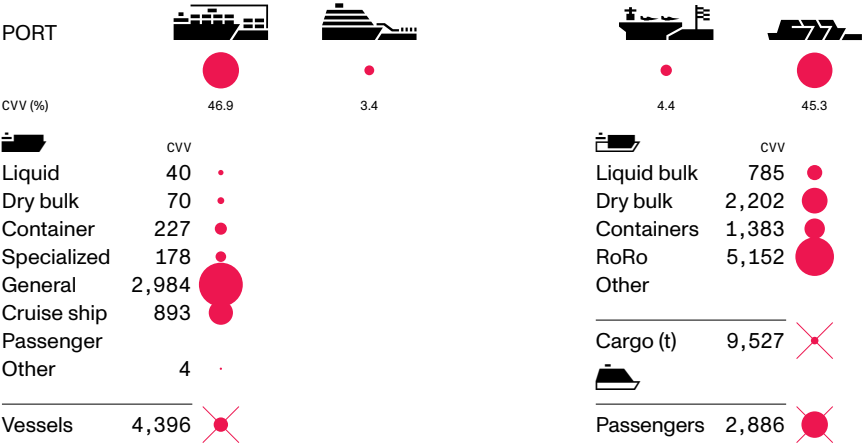 PORT
CVV (%) 46.9 3.4 4.4 45.3
CVV
Liquid 40
Dry bulk 70
Container 227
Specialized 178
General 2,984
Cruise ship 893
Passenger
Other 4
Vessels 4,396
CVV
Liquid bulk 785
Dry bulk 2,202
Containers 1,383
RoRo 5,152
Other
Cargo (t) 9,527
Passengers 2,886